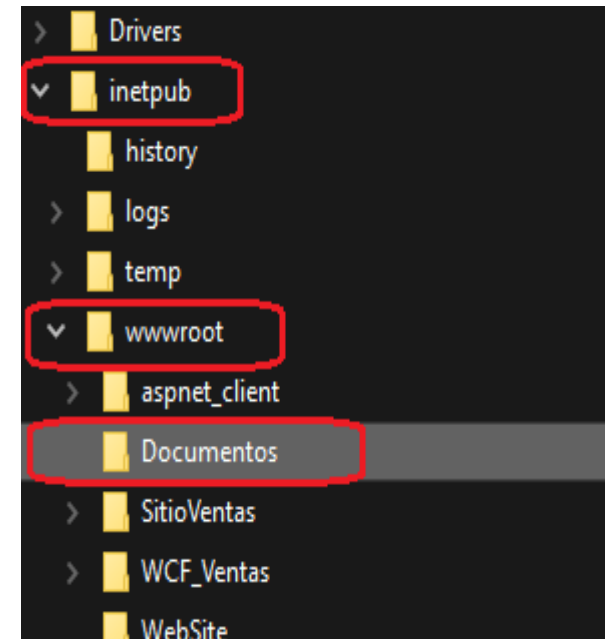 Drivers
inetpub
history
logs
temp
wwwroot
aspnet_client
Documentos
SitioVentas
WCF_Ventas
WebSite